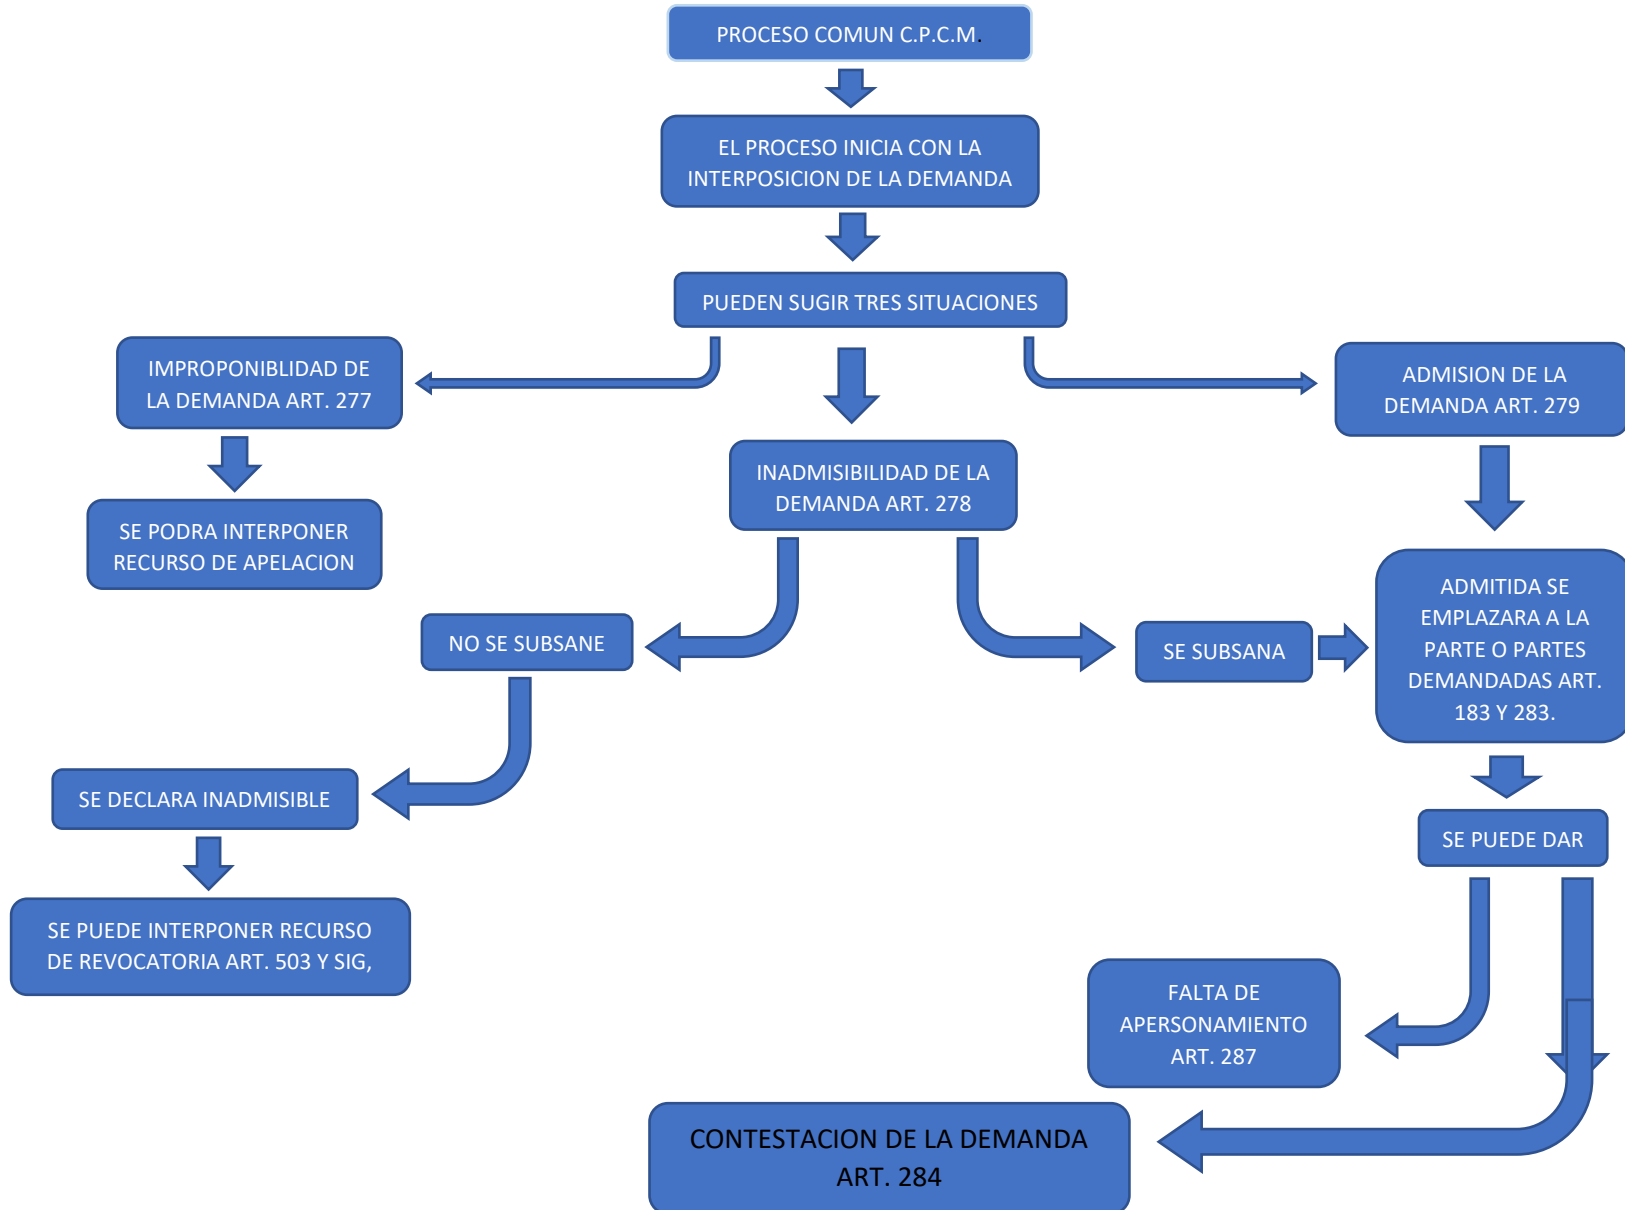 PROCESO COMUN C.P.C.M.
EL PROCESO INICIA CON LA
INTERPOSICION DE LA DEMANDA
PUEDEN SUGIR TRES SITUACIONES
IMPROPONIBLIDAD DE
LA DEMANDA ART. 277
ADMISION DE LA
DEMANDA ART. 279
INADMISIBILIDAD DE LA
DEMANDA ART. 278
SE PODRA INTERPONER
RECURSO DE APELACION
NO SE SUBSANE
SE SUBSANA
ADMITIDA SE
EMPLAZARA A LA
PARTE O PARTES
DEMANDADAS ART.
183 Y 283.
SE DECLARA INADMISIBLE
SE PUEDE DAR
SE PUEDE INTERPONER RECURSO
DE REVOCATORIA ART. 503 Y SIG,
FALTA DE
APERSONAMIENTO
ART. 287
CONTESTACION DE LA DEMANDA
ART. 284